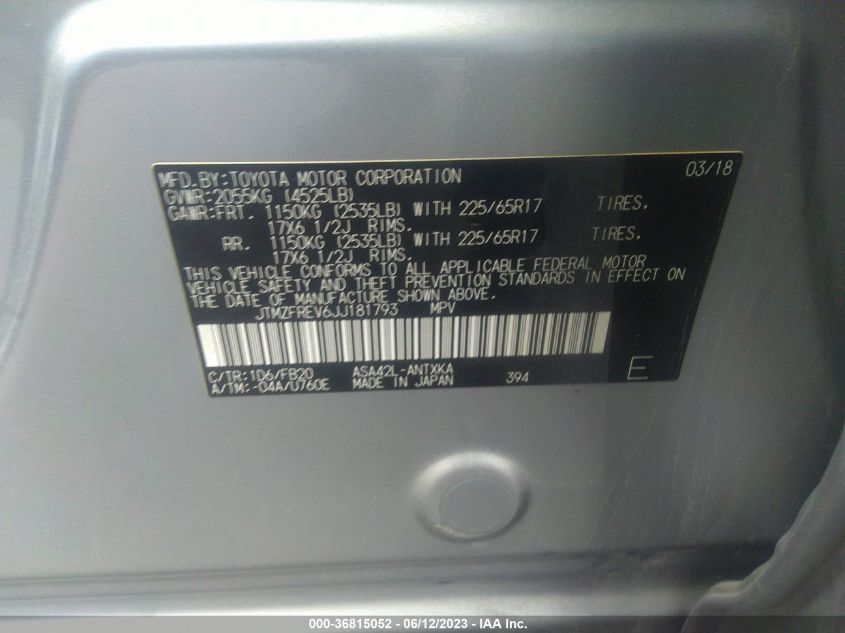 MFD.BY:TOYOTA MOTOR CORPORATION 03/18
GVWR:2055KG (4525LB)
GAWR:FRT. 1150KG (2535LB) WITH 225/65R17 TIRES,
17X6 1/2J RIMS.
RR. 1150KG (2535LB) WITH 225/65R17 TIRES,
17X6 1/2J RIMS.
THIS VEHICLE CONFORMS TO ALL APPLICABLE FEDERAL MOTOR
VEHICLE SAFETY AND THEFT PREVENTION STANDARDS IN EFFECT ON
THE DATE OF MANUFACTURE SHOWN ABOVE.
JTMZFREV6JJ181793 MPV
C/TR:1D6/FB20 ASA42L-ANTXKA
A/TM:-04A/U760E MADE IN JAPAN 394 E
000-36815052 - 06/12/2023 - IAA Inc.